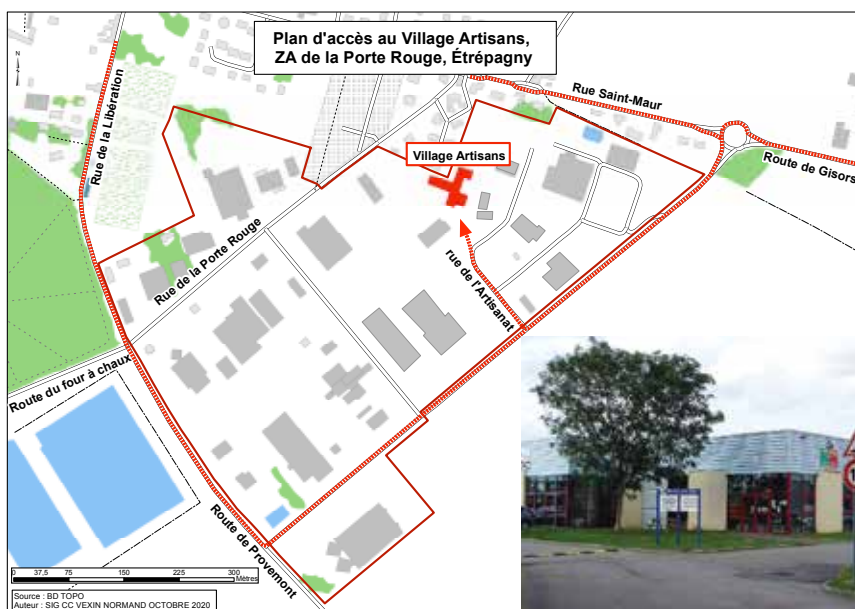 Plan d'accès au Village Artisans,
ZA de la Porte Rouge, Étrépagny
N
Rue de la Libération
Rue Saint-Maur
Route de Gisors
Village Artisans
Rue de la Porte Rouge
rue de l'Artisanat
Route du four à chaux
Route de Provemont
0 37,5 75 150 225 300
Mètres
Source : BD TOPO
Auteur : SIG CC VEXIN NORMAND OCTOBRE 2020